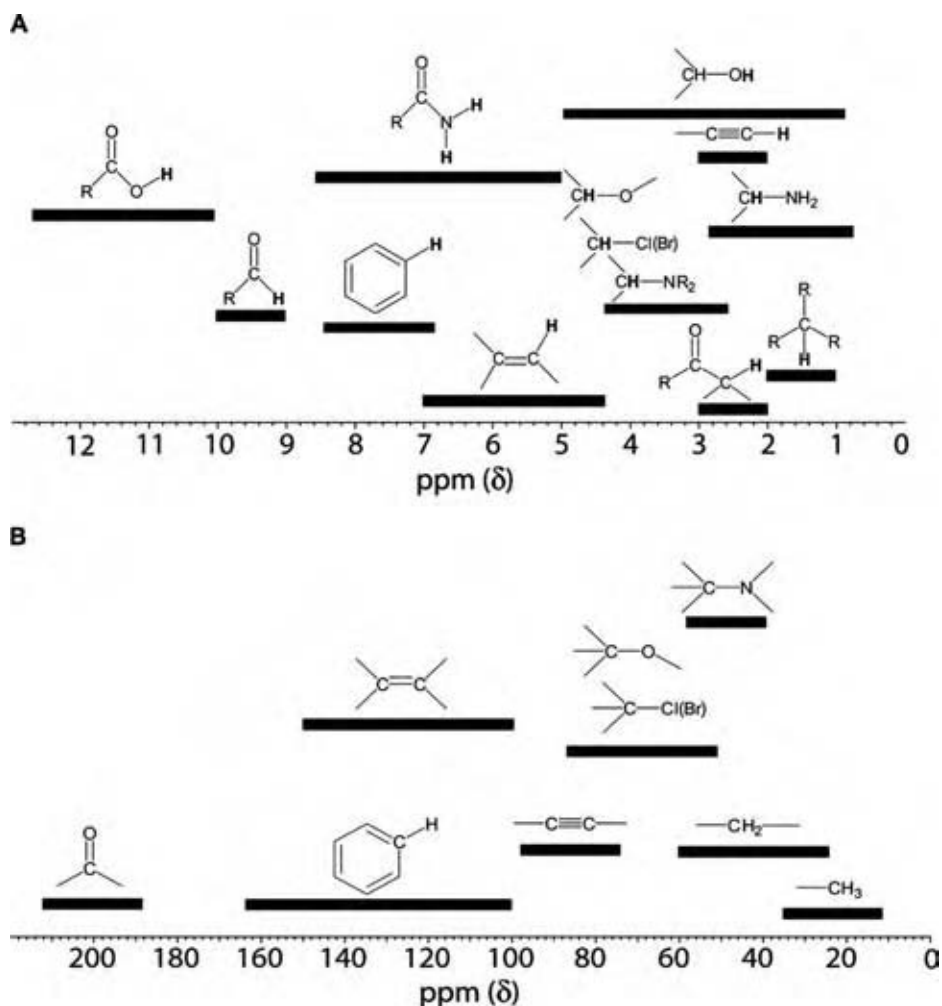 A
O
C
R
N
H
H
CH—OH
—C≡C—H
O
C
R
O
H
CH—O
CH—NH2
CH—Cl(Br)
CH—NR2
O
C
R
H
H
C=C
H
O
C
R
C
H
R
C
R
R
H
12 11 10 9 8 7 6 5 4 3 2 1 0
ppm (δ)
B
C—N
C—O
C=C
C—Cl(Br)
O
C
C
H
—C≡C—
—CH2—
—CH3
200 180 160 140 120 100 80 60 40 20 0
ppm (δ)